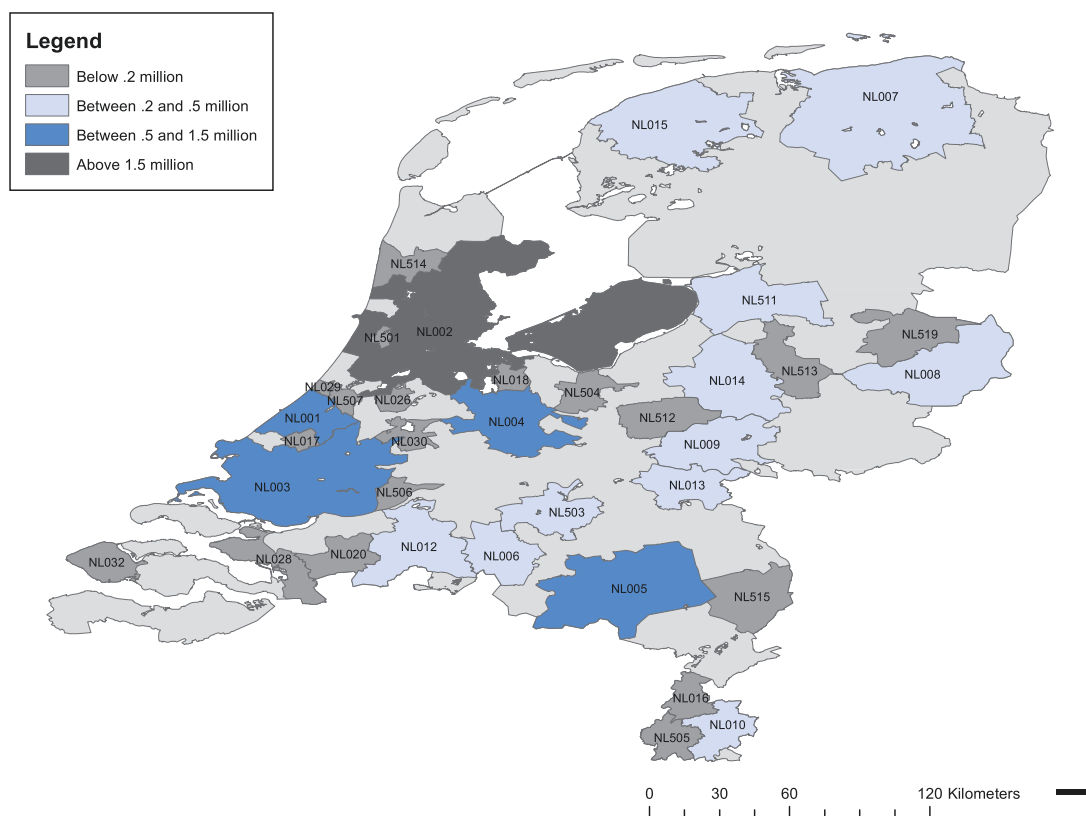 Legend
Below .2 million
Between .2 and .5 million
Between .5 and 1.5 million
Above 1.5 million
NL007
NL015
NL514
NL511
NL501
NL002
NL519
NL513
NL008
NL014
NL018
NL029
NL504
NL507
NL026
NL001
NL512
NL004
NL017
NL030
NL009
NL003
NL506
NL013
NL503
NL012
NL020
NL006
NL028
NL032
NL005
NL515
NL016
NL010
NL505
0 30 60 120 Kilometers